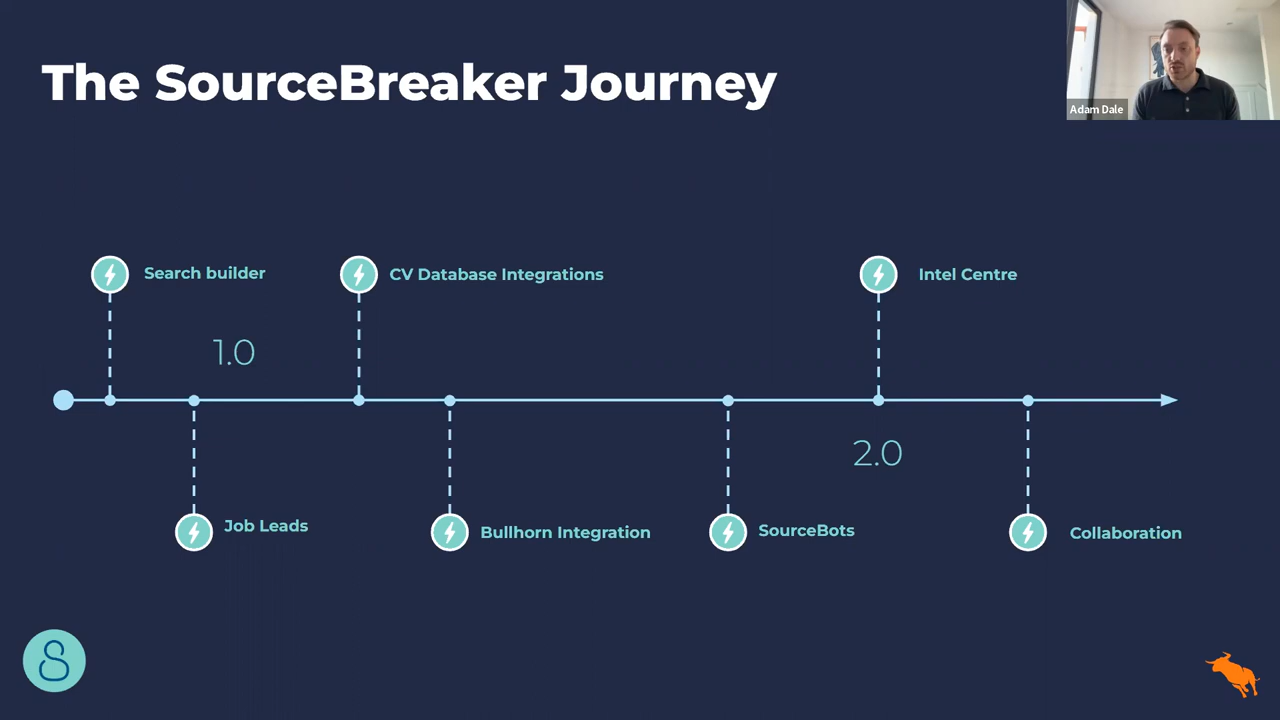 The SourceBreaker Journey
Adam Dale
Search builder
CV Database Integrations
Intel Centre
1.0
2.0
Job Leads
Bullhorn Integration
SourceBots
Collaboration